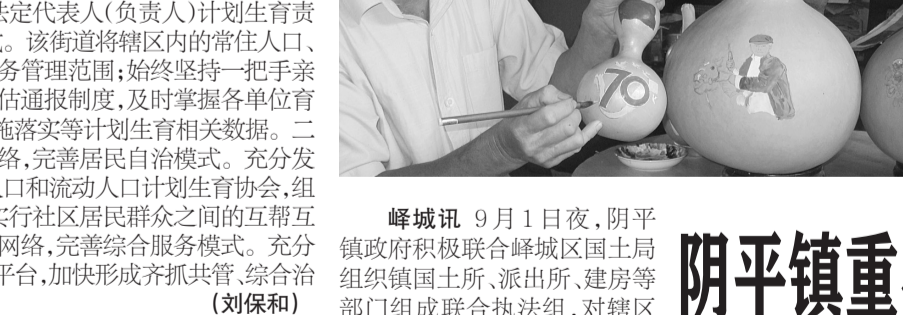 法定代表人(负责人)计划生育责
。该街道将辖区内的常住人口、
务管理范围;始终坚持一把手亲
估通报制度,及时掌握各单位育
施落实等计划生育相关数据。二
络,完善居民自治模式。充分发
人口和流动人口计划生育协会,组
实行社区居民群众之间的互帮互
网络,完善综合服务模式。充分
平台,加快形成齐抓共管、综合治
(刘保和)
70
峄城讯 9月1日夜,阴平
镇政府积极联合峄城区国土局
组织镇国土所、派出所、建房等
部门组成联合执法组,对辖区
阴平镇重